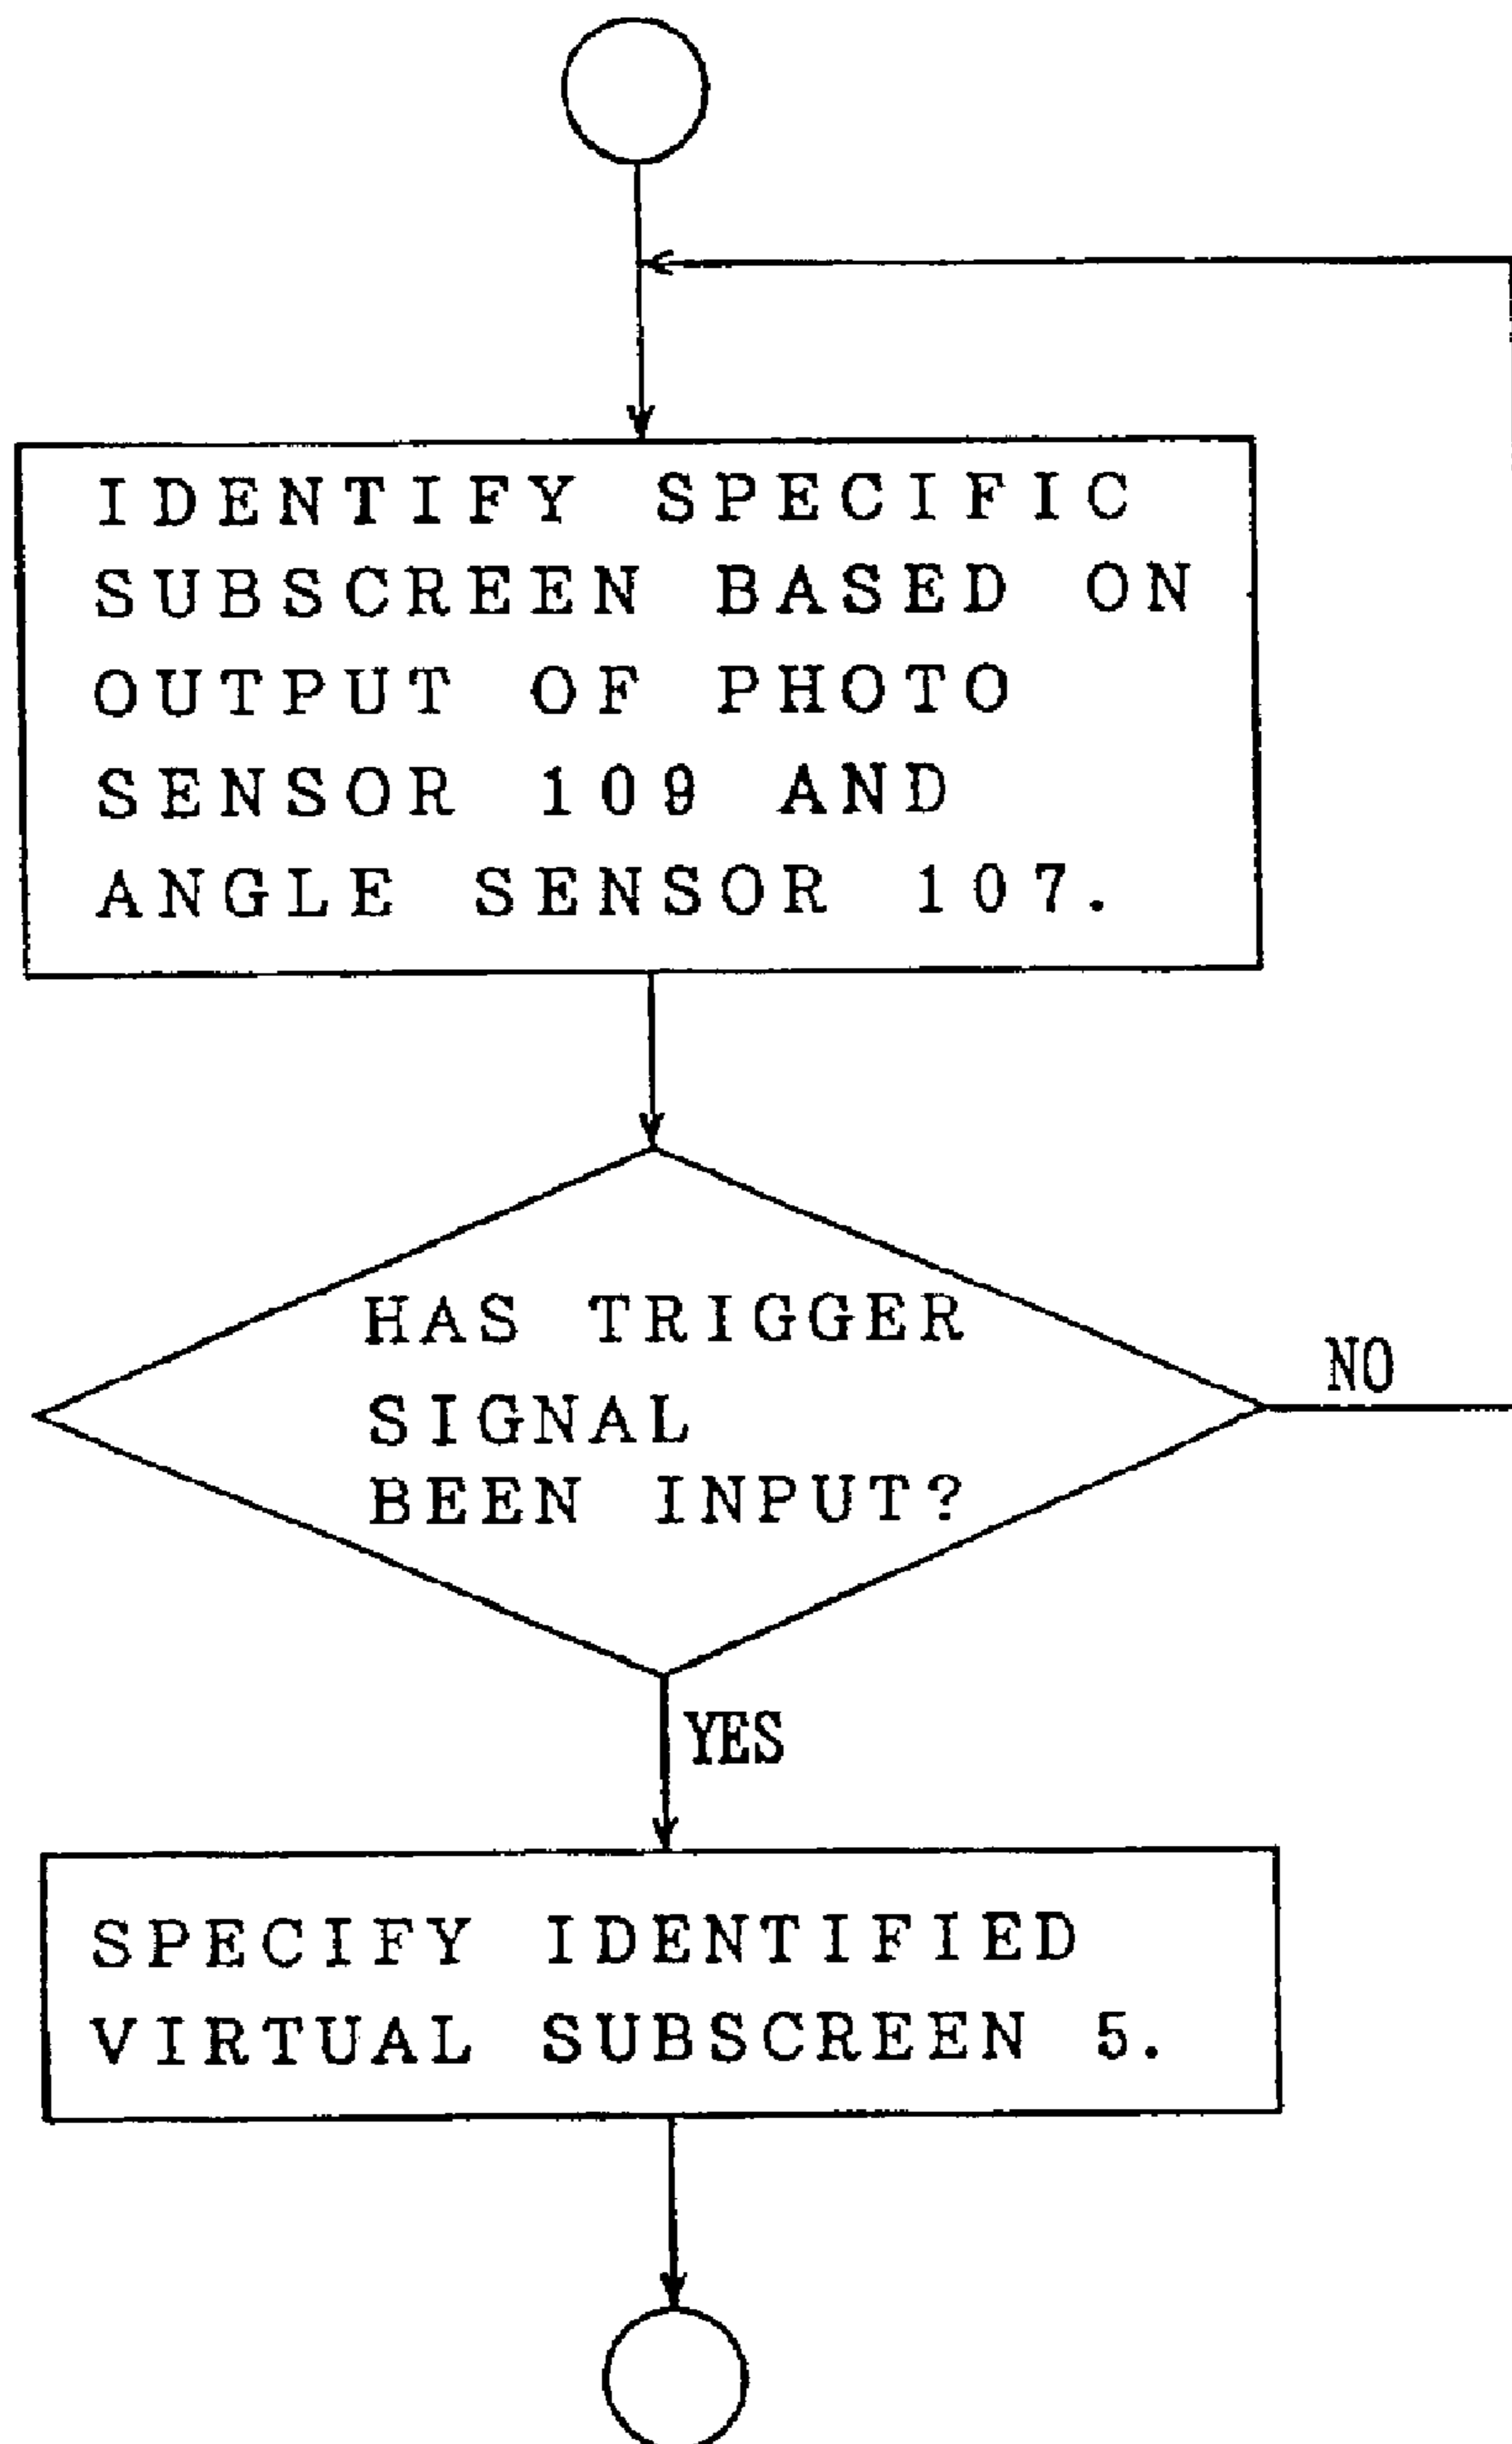 IDENTIFY SPECIFIC
SUBSCREEN BASED ON
OUTPUT OF PHOTO
SENSOR 109 AND
ANGLE SENSOR 107.
HAS TRIGGER
SIGNAL
BEEN INPUT?
NO
YES
SPECIFY IDENTIFIED
VIRTUAL SUBSCREEN 5.